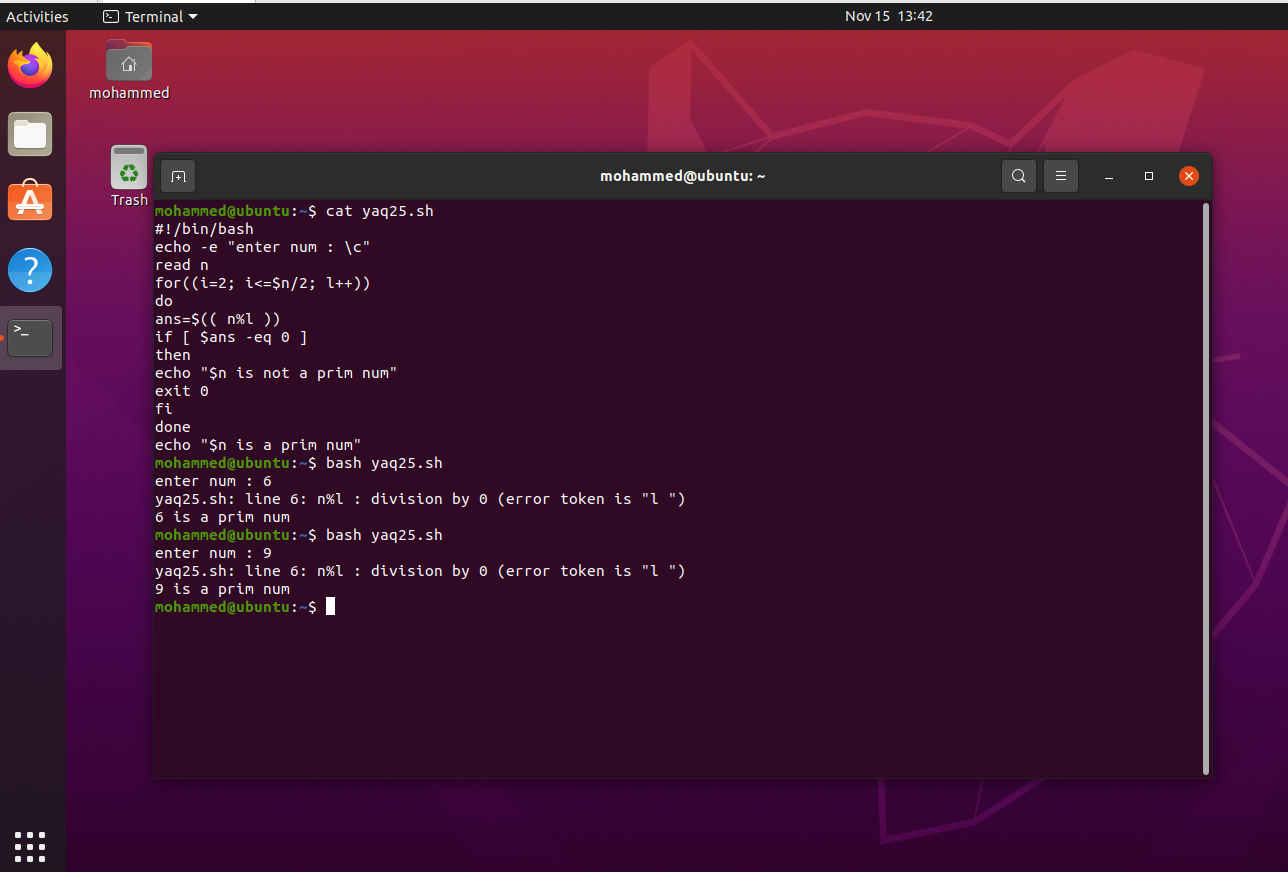 Activities
Terminal
Nov 15 13:42
mohammed
Trash
mohammed@ubuntu: ~
mohammed@ubuntu:~$ cat yaq25.sh
#!/bin/bash
echo -e "enter num : \c"
read n
for((i=2; i<=$n/2; l++))
do
ans=$(( n%l ))
if [ $ans -eq 0 ]
then
echo "$n is not a prim num"
exit 0
fi
done
echo "$n is a prim num"
mohammed@ubuntu:~$ bash yaq25.sh
enter num : 6
yaq25.sh: line 6: n%l : division by 0 (error token is "l ")
6 is a prim num
mohammed@ubuntu:~$ bash yaq25.sh
enter num : 9
yaq25.sh: line 6: n%l : division by 0 (error token is "l ")
9 is a prim num
mohammed@ubuntu:~$